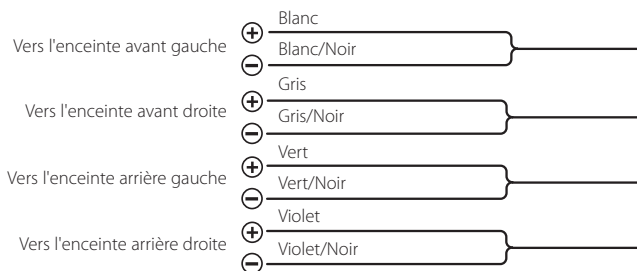 Blanc
Vers l'enceinte avant gauche
Blanc/Noir
Gris
Vers l'enceinte avant droite
Gris/Noir
Vert
Vers l'enceinte arrière gauche
Vert/Noir
Violet
Vers l'enceinte arrière droite
Violet/Noir